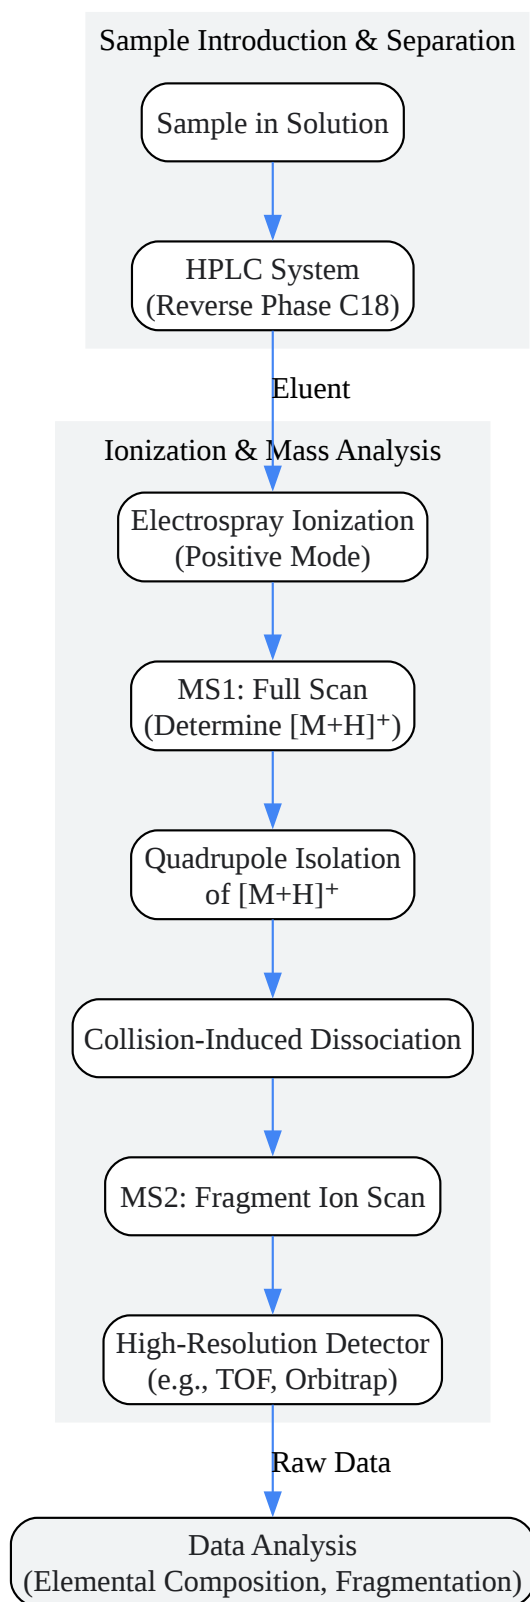 Sample Introduction & Separation
Sample in Solution
HPLC System
(Reverse Phase C18)
Eluent
Ionization & Mass Analysis
Electrospray Ionization
(Positive Mode)
MS1: Full Scan
(Determine [M+H]⁺)
Quadrupole Isolation
of [M+H]⁺
Collision-Induced Dissociation
MS2: Fragment Ion Scan
High-Resolution Detector
(e.g., TOF, Orbitrap)
Raw Data
Data Analysis
(Elemental Composition, Fragmentation)